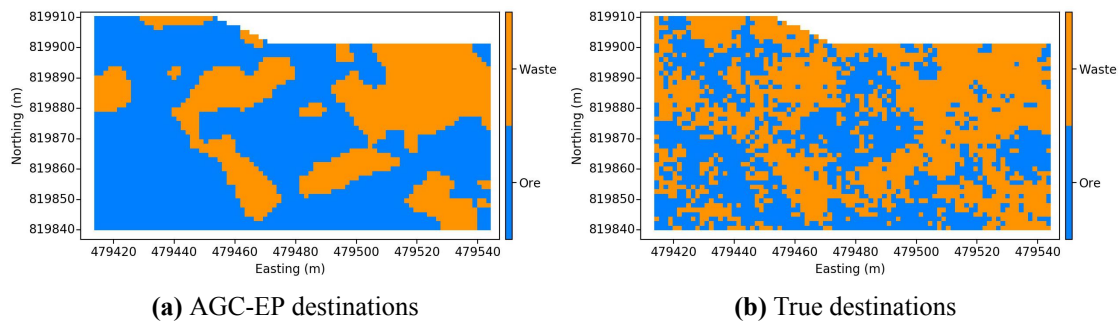 819910
819900
819890
819880
819870
819860
819850
819840
Northing (m)
479420 479440 479460 479480 479500 479520 479540
Easting (m)
Waste
Ore
(a) AGC-EP destinations
819910
819900
819890
819880
819870
819860
819850
819840
Northing (m)
479420 479440 479460 479480 479500 479520 479540
Easting (m)
Waste
Ore
(b) True destinations